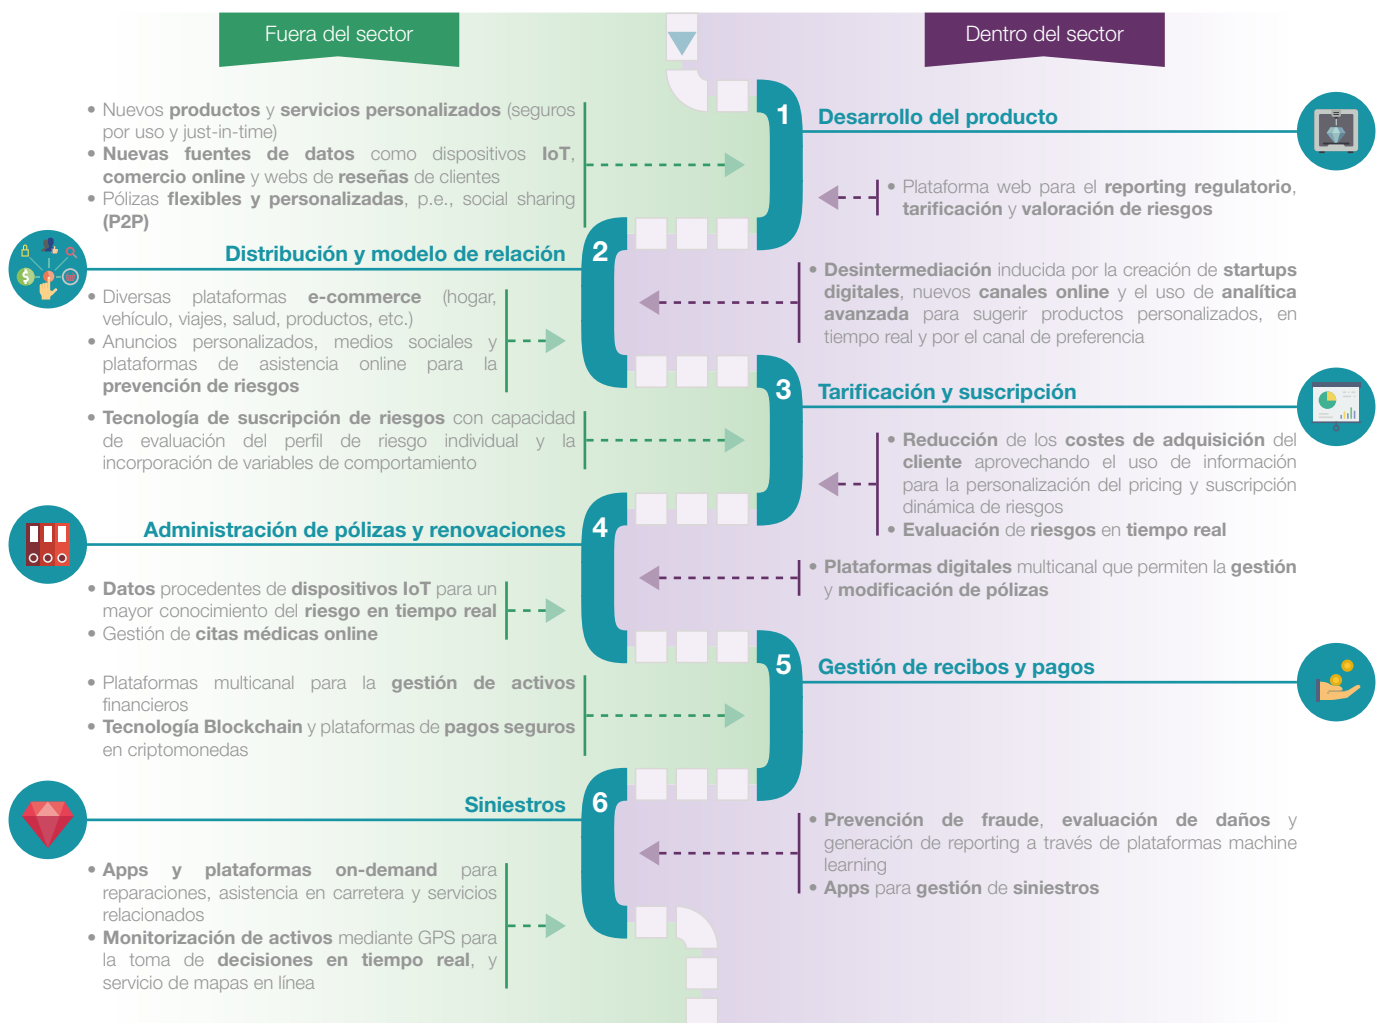 Fuera del sector
Dentro del sector
• Nuevos productos y servicios personalizados (seguros
por uso y just-in-time)
• Nuevas fuentes de datos como dispositivos IoT,
comercio online y webs de reseñas de clientes
• Pólizas flexibles y personalizadas, p.e., social sharing
(P2P)
1
Desarrollo del producto
• Plataforma web para el reporting regulatorio,
tarificación y valoración de riesgos
Distribución y modelo de relación
2
• Diversas plataformas e-commerce (hogar,
vehículo, viajes, salud, productos, etc.)
• Anuncios personalizados, medios sociales y
plataformas de asistencia online para la
prevención de riesgos
• Desintermediación inducida por la creación de startups
digitales, nuevos canales online y el uso de analítica
avanzada para sugerir productos personalizados, en
tiempo real y por el canal de preferencia
3
Tarificación y suscripción
• Tecnología de suscripción de riesgos con capacidad
de evaluación del perfil de riesgo individual y la
incorporación de variables de comportamiento
• Reducción de los costes de adquisición del
cliente aprovechando el uso de información
para la personalización del pricing y suscripción
dinámica de riesgos
• Evaluación de riesgos en tiempo real
Administración de pólizas y renovaciones
4
• Datos procedentes de dispositivos IoT para un
mayor conocimiento del riesgo en tiempo real
• Gestión de citas médicas online
• Plataformas digitales multicanal que permiten la gestión
y modificación de pólizas
5
Gestión de recibos y pagos
• Plataformas multicanal para la gestión de activos
financieros
• Tecnología Blockchain y plataformas de pagos seguros
en criptomonedas
Siniestros
6
• Apps y plataformas on-demand para
reparaciones, asistencia en carretera y servicios
relacionados
• Monitorización de activos mediante GPS para
la toma de decisiones en tiempo real, y
servicio de mapas en línea
• Prevención de fraude, evaluación de daños y
generación de reporting a través de plataformas machine
learning
• Apps para gestión de siniestros